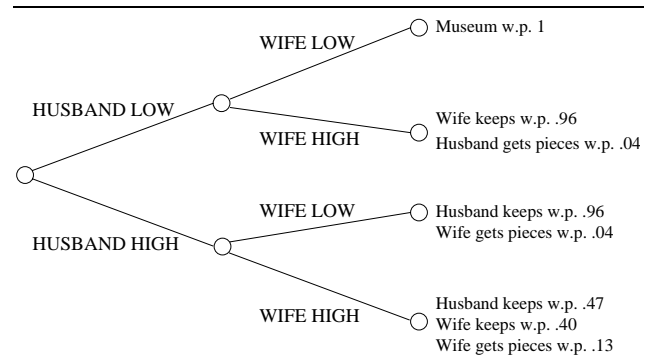 WIFE LOW
Museum w.p. 1
HUSBAND LOW
WIFE HIGH
Wife keeps w.p. .96
Husband gets pieces w.p. .04
HUSBAND HIGH
WIFE LOW
Husband keeps w.p. .96
Wife gets pieces w.p. .04
WIFE HIGH
Husband keeps w.p. .47
Wife keeps w.p. .40
Wife gets pieces w.p. .13